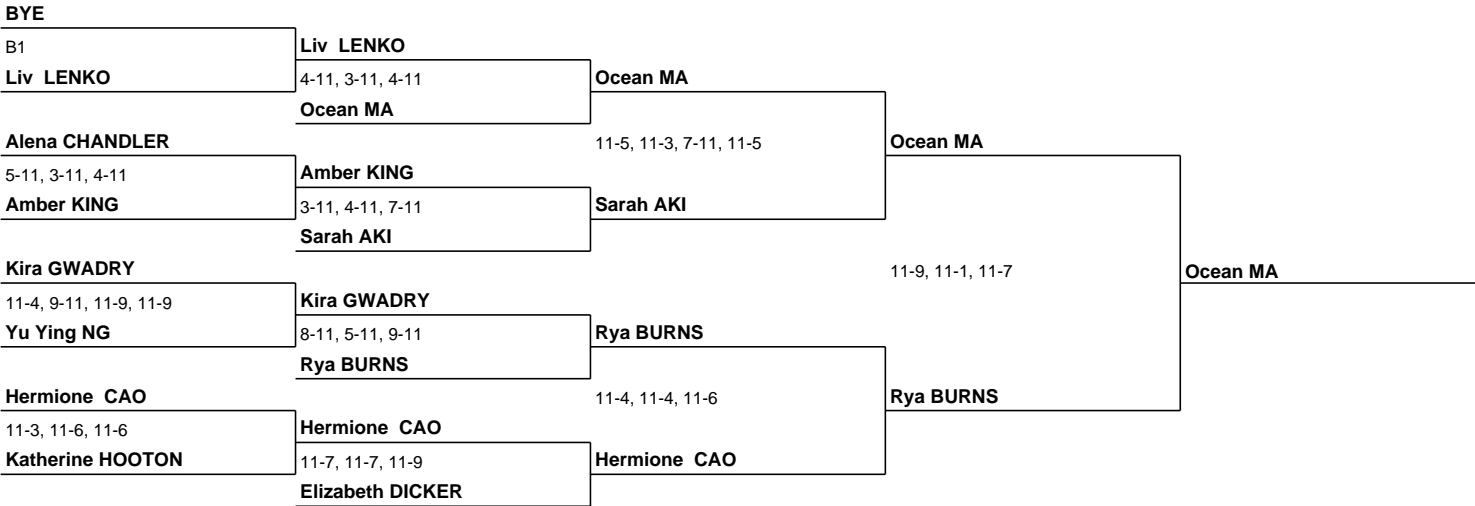 BYE
B1
Liv LENKO
Liv LENKO
4-11, 3-11, 4-11
Ocean MA
Ocean MA
Alena CHANDLER
5-11, 3-11, 4-11
Amber KING
Amber KING
3-11, 4-11, 7-11
Sarah AKI
Sarah AKI
11-5, 11-3, 7-11, 11-5
Ocean MA
Kira GWADRY
11-4, 9-11, 11-9, 11-9
Yu Ying NG
Kira GWADRY
8-11, 5-11, 9-11
Rya BURNS
Rya BURNS
Hermione CAO
11-3, 11-6, 11-6
Katherine HOOTON
Hermione CAO
11-7, 11-7, 11-9
Elizabeth DICKER
Hermione CAO
11-4, 11-4, 11-6
Rya BURNS
11-9, 11-1, 11-7
Ocean MA